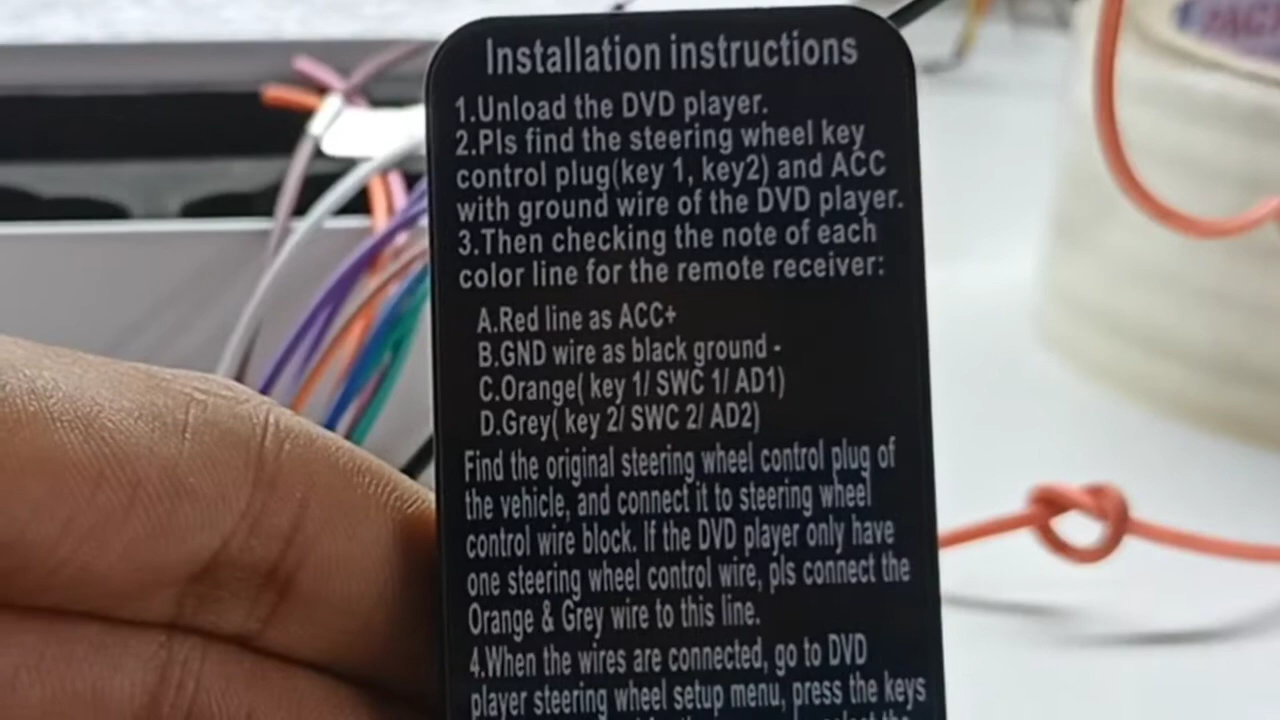 Installation instructions
1.Unload the DVD player.
2.Pls find the steering wheel key
control plug(key 1, key2) and ACC
with ground wire of the DVD player.
3.Then checking the note of each
color line for the remote receiver:
A.Red line as ACC+
B.GND wire as black ground -
C.Orange( key 1/ SWC 1/ AD1)
D.Grey( key 2/ SWC 2/ AD2)
Find the original steering wheel control plug of
the vehicle, and connect it to steering wheel
control wire block. If the DVD player only have
one steering wheel control wire, pls connect the
Orange & Grey wire to this line.
4.When the wires are connected, go to DVD
player steering wheel setup menu, press the keys
select the